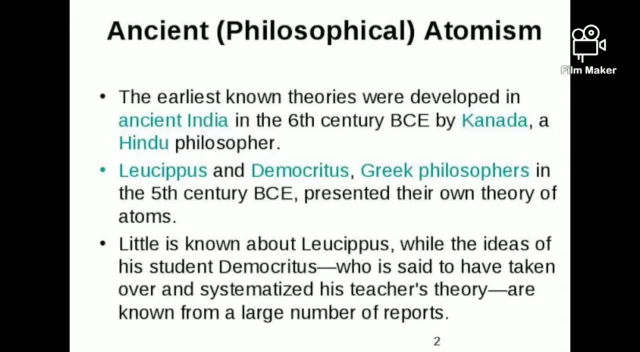 Ancient (Philosophical) Atomism
Film Maker
• The earliest known theories were developed in
ancient India in the 6th century BCE by Kanada, a
Hindu philosopher.
• Leucippus and Democritus, Greek philosophers in
the 5th century BCE, presented their own theory of
atoms.
• Little is known about Leucippus, while the ideas of
his student Democritus—who is said to have taken
over and systematized his teacher's theory—are
known from a large number of reports.
2